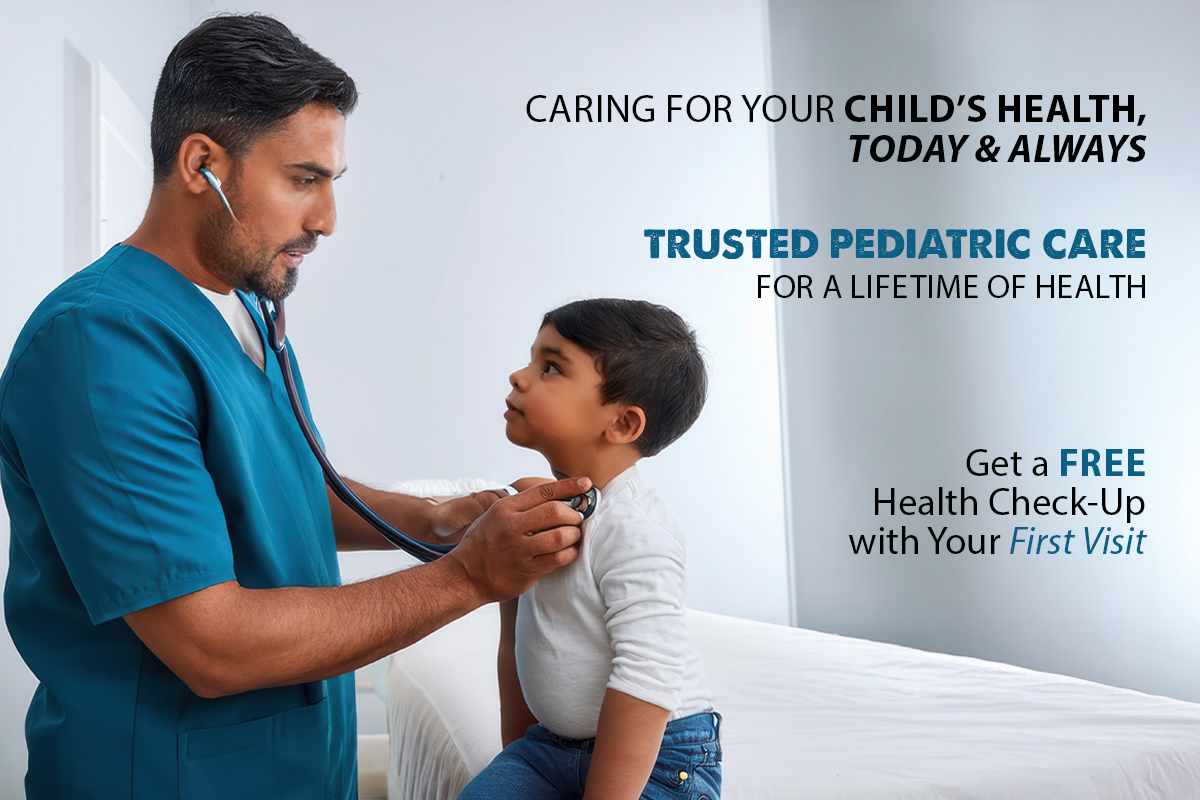 CARING FOR YOUR CHILD'S HEALTH,
TODAY & ALWAYS
TRUSTED PEDIATRIC CARE
FOR A LIFETIME OF HEALTH
Get a FREE
Health Check-Up
with Your First Visit